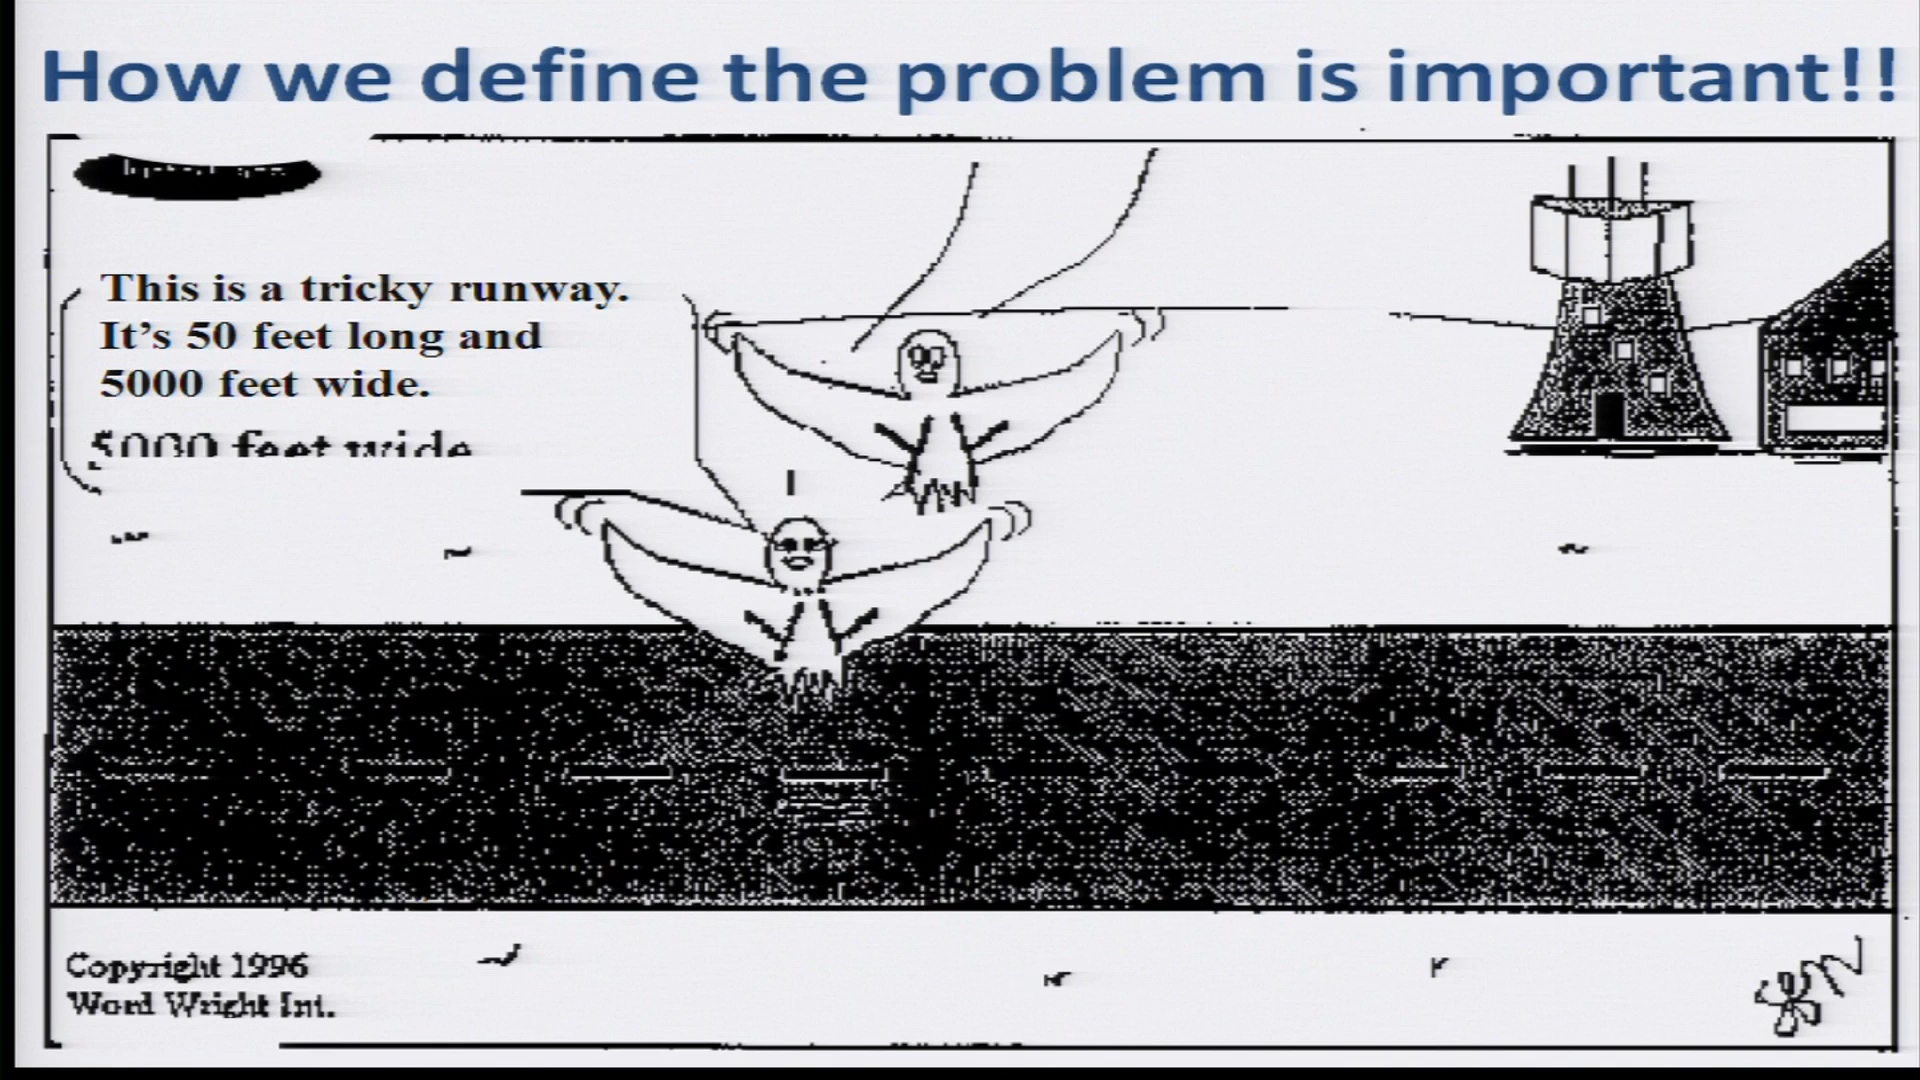 How we define the problem is important!!
This is a tricky runway.
It’s 50 feet long and
5000 feet wide.
5000 feet wide
Copyright 1996
Word Wright Int.